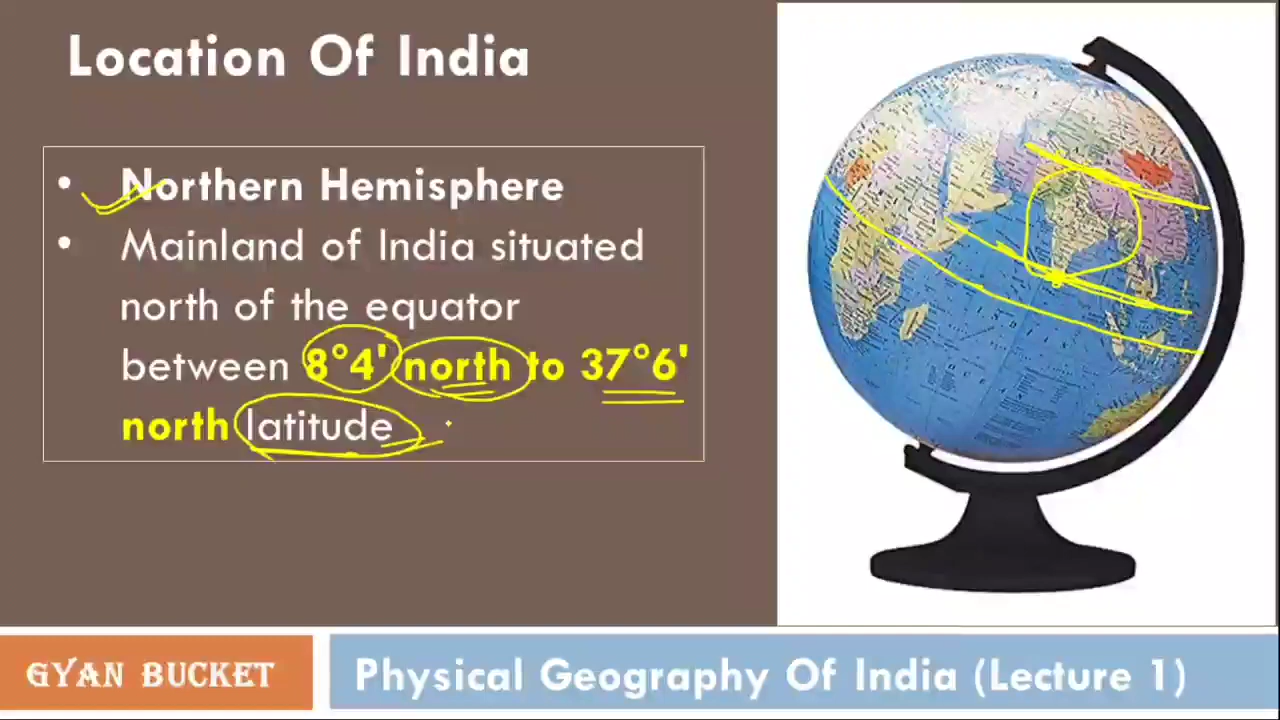 Location Of India
• Northern Hemisphere
• Mainland of India situated
north of the equator
between 8°4' north to 37°6'
north latitude
GYAN BUCKET
Physical Geography Of India (Lecture 1)